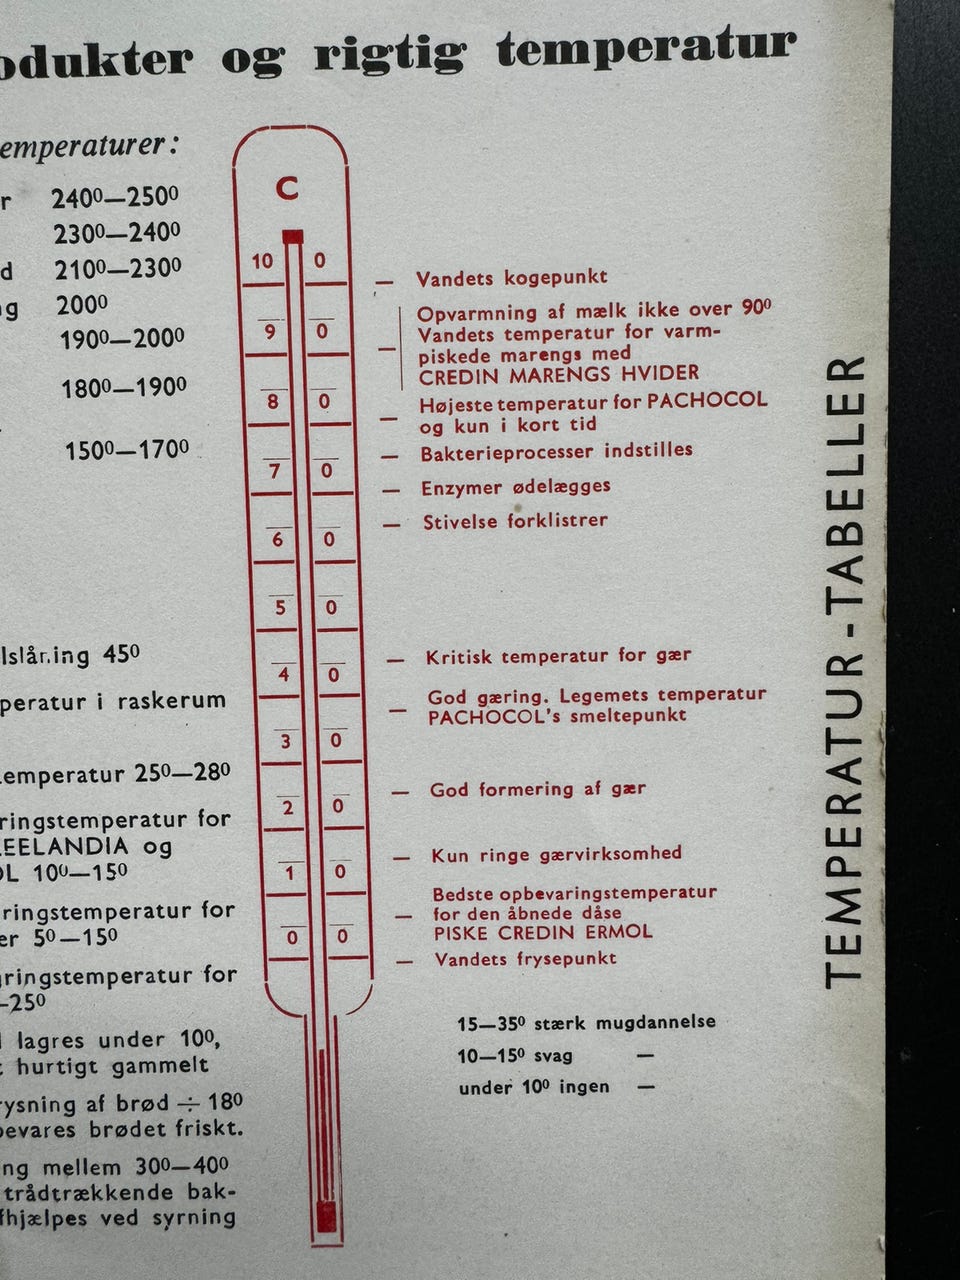 odukter og rigtig temperatur
emperaturer:
r 240⁰—250⁰
230⁰—240⁰
d 210⁰—230⁰
g 200⁰
190⁰—200⁰
180⁰—190⁰
150⁰—170⁰
lslåning 45⁰
peratur i raskerum
temperatur 25⁰—28⁰
ringstemperatur for
EELANDIA og
OL 10⁰—15⁰
ringstemperatur for
er 5⁰—15⁰
ringstemperatur for
—25⁰
lagres under 10⁰,
t hurtigt gammelt
rysning af brød ÷ 18⁰
bevares brødet friskt.
ng mellem 30⁰—40⁰
trådtrækkende bak-
fhjælpes ved syrning
C
10 0
9 0
8 0
7 0
6 0
5 0
4 0
3 0
2 0
1 0
0 0
— Vandets kogepunkt
Opvarmning af mælk ikke over 90⁰
Vandets temperatur for varm-
— piskede marengs med
CREDIN MARENGS HVIDER
Højeste temperatur for PACHOCOL
— og kun i kort tid
— Bakterieprocesser indstilles
— Enzymer ødelægges
— Stivelse forklistrer
— Kritisk temperatur for gær
God gæring. Legemets temperatur
— PACHOCOL's smeltepunkt
— God formering af gær
— Kun ringe gærvirksomhed
Bedste opbevaringstemperatur
— for den åbnede dåse
PISKE CREDIN ERMOL
— Vandets frysepunkt
15—35⁰ stærk mugdannelse
10—15⁰ svag —
under 10⁰ ingen —
TEMPERATUR-TABELLER